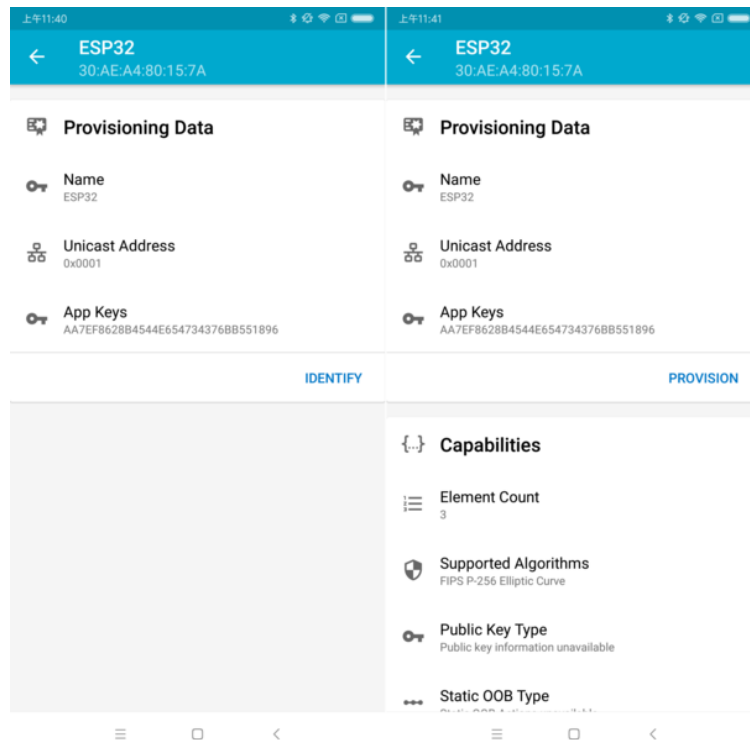 上午11:40
ESP32
30:AE:A4:80:15:7A
Provisioning Data
Name
ESP32
Unicast Address
0x0001
App Keys
AA7EF8628B4544E654734376BB551896
IDENTIFY
上午11:41
ESP32
30:AE:A4:80:15:7A
Provisioning Data
Name
ESP32
Unicast Address
0x0001
App Keys
AA7EF8628B4544E654734376BB551896
PROVISION
{...} Capabilities
Element Count
3
Supported Algorithms
FIPS P-256 Elliptic Curve
Public Key Type
Public key information unavailable
Static OOB Type